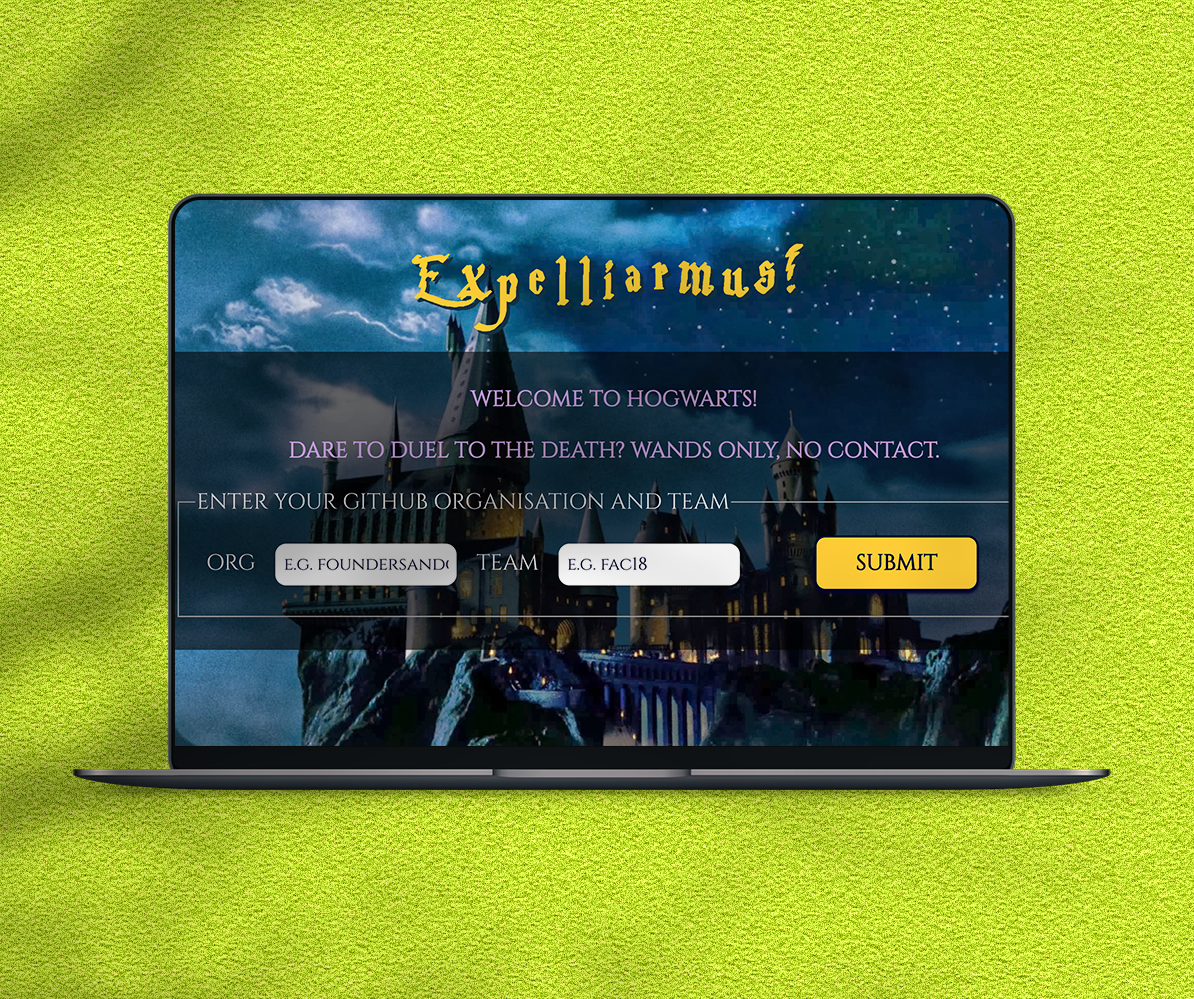 Expelliarmus!
WELCOME TO HOGWARTS!
DARE TO DUEL TO THE DEATH? WANDS ONLY, NO CONTACT.
ENTER YOUR GITHUB ORGANISATION AND TEAM
ORG E.G. FOUNDERSAND TEAM E.G. FAC18 SUBMIT